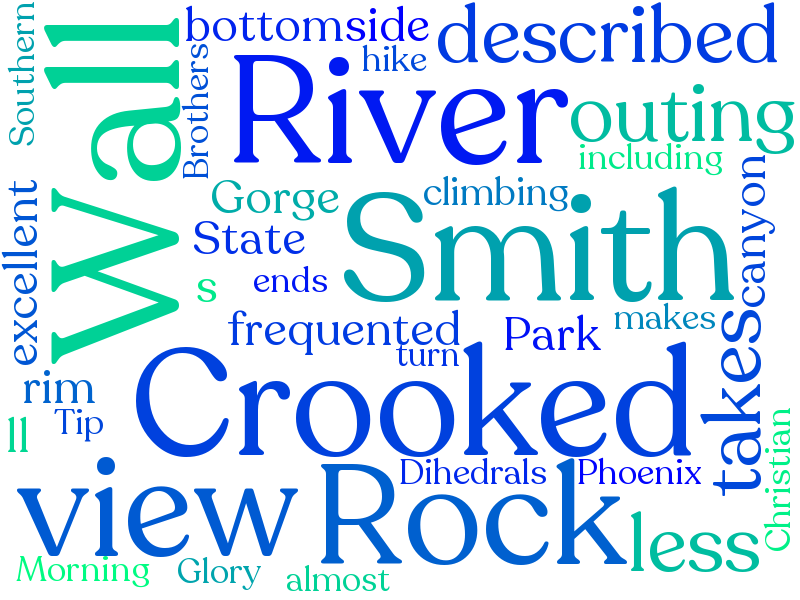 Southern
Wall
Brothers
bottomside
hike
described
River
outing
including
excellent
Gorge
climbing
canyon
State
Smith
s
ends
frequented
Park
makes
turn
takes
Crooked
rim
Tip
ll
Christian
view
Rock
Dihedrals
Phoenix
less
Morning
Glory
almost